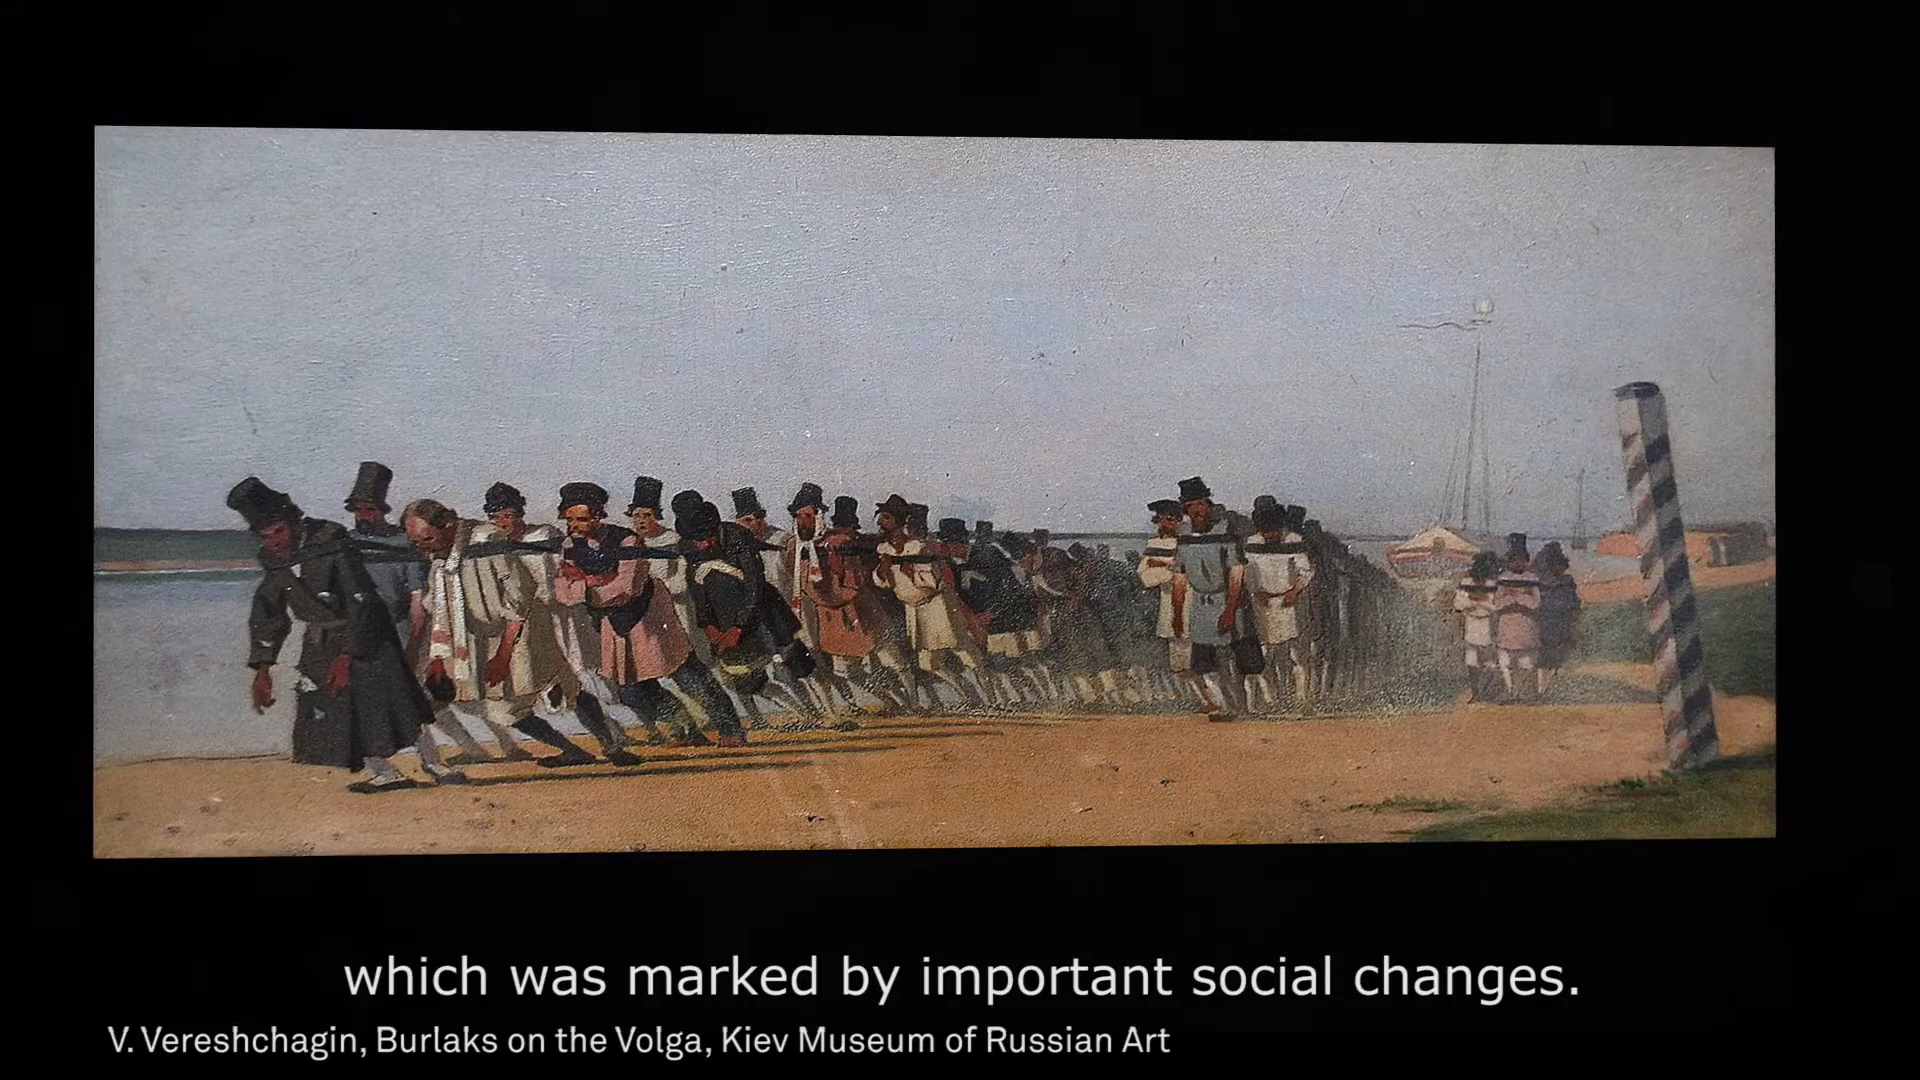 which was marked by important social changes.
V. Vereshchagin, Burlaks on the Volga, Kiev Museum of Russian Art